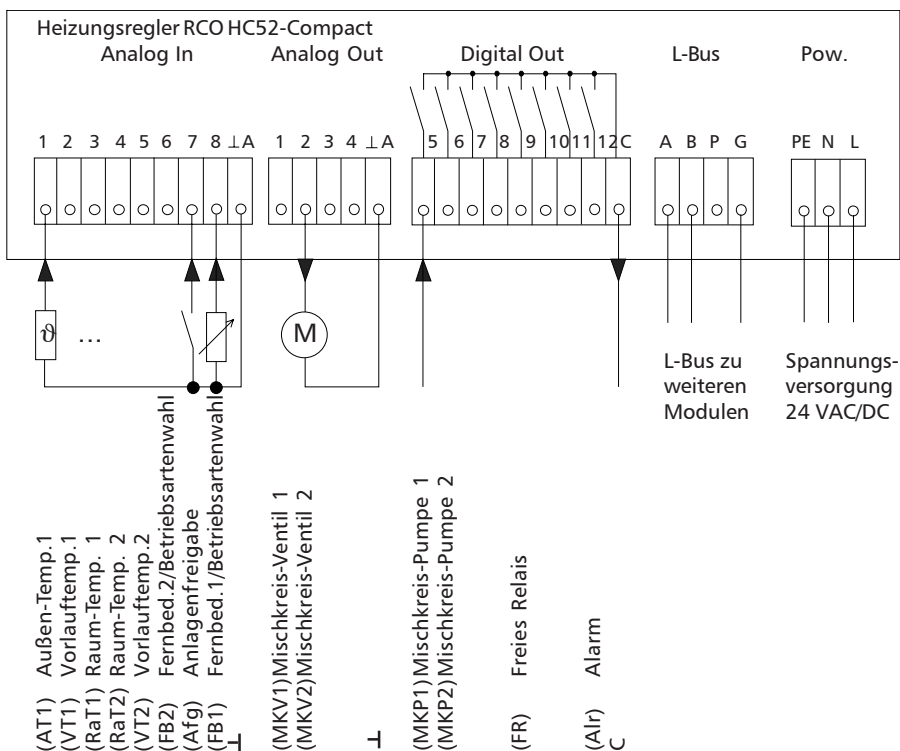 Heizungsregler RCO HC52-Compact
Analog In
Analog Out
Digital Out
L-Bus
Pow.
1 2 3 4 5 6 7 8 ⊥A
1 2 3 4 ⊥A
5 6 7 8 9 10 11 12 C
A B P G
PE N L
ϑ ...
M
L-Bus zu
weiteren
Modulen
Spannungs-
versorgung
24 VAC/DC
(AT1) Außen-Temp.1
(VT1) Vorlauftemp.1
(RaT1) Raum-Temp. 1
(RaT2) Raum-Temp. 2
(VT2) Vorlauftemp.2
(FB2) Fernbed.2/Betriebsartenwahl
(Afg) Anlagenfreigabe
(FB1) Fernbed.1/Betriebsartenwahl
⊥
(MKV1) Mischkreis-Ventil 1
(MKV2) Mischkreis-Ventil 2
⊥
(MKP1) Mischkreis-Pumpe 1
(MKP2) Mischkreis-Pumpe 2
(FR) Freies Relais
(Alr) Alarm
C